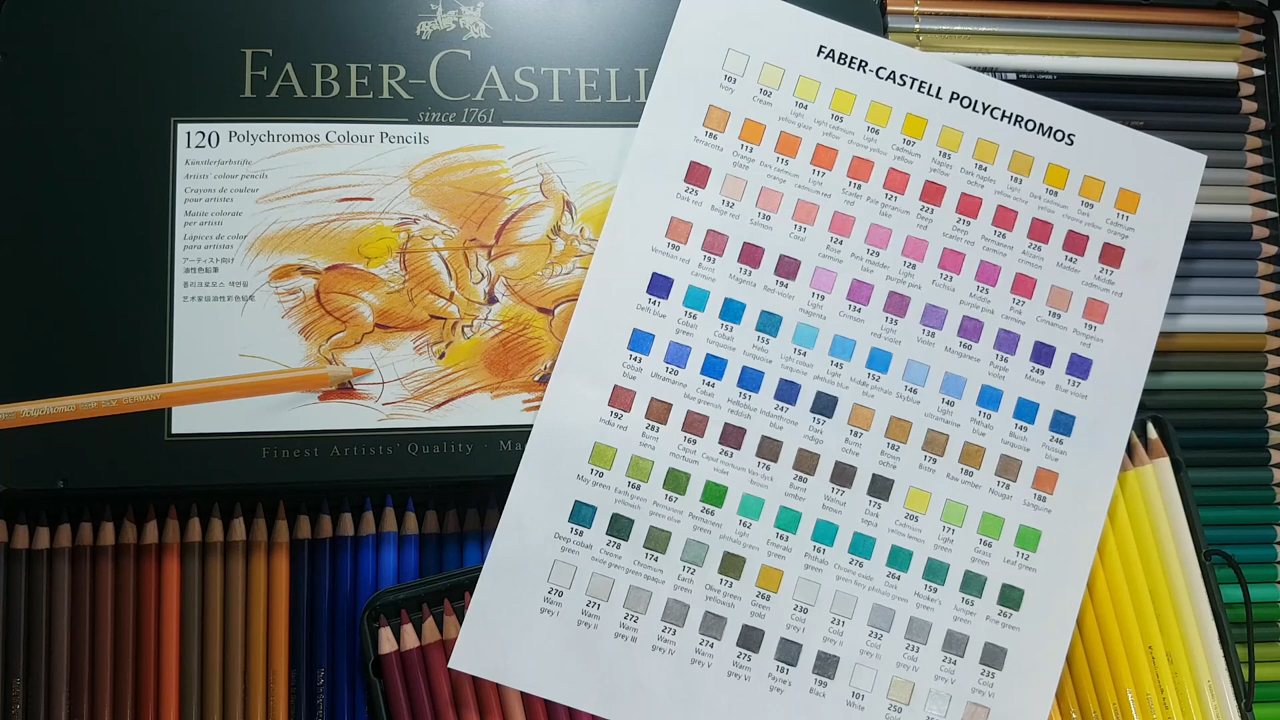 FABER-CASTELL
since 1761
120 Polychromos Colour Pencils
Künstlerfarbstifte
Artists' colour pencils
Crayons de couleur
pour artistes
Matite colorate
per artisti
Lápices de color
para artistas
アーティスト向け
油性色鉛筆
폴리크로모스 색연필
艺术家级油性彩色铅笔
Finest Artists' Quality
Polychromos
GERMANY
FABER-CASTELL POLYCHROMOS
103 Ivory
102 Cream
104 Light yellow glaze
105 Light cadmium yellow
106 Light chrome yellow
107 Cadmium yellow
185 Naples yellow
184 Dark naples ochre
183 Light yellow ochre
108 Dark cadmium yellow
109 Dark chrome yellow
111 Cadmium orange
186 Terracotta
113 Orange glaze
115 Dark cadmium orange
117 Light cadmium red
118 Scarlet red
121 Pale geranium lake
223 Deep red
219 Deep scarlet red
126 Permanent carmine
226 Alizarin crimson
142 Madder
217 Middle cadmium red
225 Dark red
132 Beige red
130 Salmon
131 Coral
124 Rose carmine
129 Pink madder lake
128 Light purple pink
123 Fuchsia
125 Middle purple pink
127 Pink carmine
189 Cinnamon
191 Pompeian red
190 Venetian red
193 Burnt carmine
133 Magenta
194 Red-violet
119 Light magenta
134 Crimson
135 Light red-violet
138 Violet
160 Manganese
136 Purple violet
249 Mauve
137 Blue violet
141 Delft blue
156 Cobalt green
153 Cobalt turquoise
155 Helio turquoise
154 Light cobalt turquoise
145 Light phthalo blue
152 Middle phthalo blue
146 Skyblue
140 Light ultramarine
110 Phthalo blue
149 Bluish turquoise
246 Prussian blue
143 Cobalt blue
120 Ultramarine
144 Cobalt blue greenish
151 Helioblue reddish
247 Indanthrone blue
157 Dark indigo
187 Burnt ochre
182 Brown ochre
179 Bistre
180 Raw umber
178 Nougat
188 Sanguine
192 India red
283 Burnt siena
169 Caput mortuum
263 Caput mortuum violet
176 Van-dyck brown
280 Burnt umber
177 Walnut brown
175 Dark sepia
205 Cadmium yellow lemon
171 Light green
166 Grass green
112 Leaf green
170 May green
168 Earth green yellowish
167 Permanent green olive
266 Permanent green
162 Light phthalo green
163 Emerald green
161 Phthalo green
276 Chrome oxide green fiery
264 Dark phthalo green
159 Hooker's green
165 Juniper green
267 Pine green
158 Deep cobalt green
278 Chrome oxide green
174 Chromium green opaque
172 Earth green
173 Olive green yellowish
268 Green gold
230 Cold grey I
231 Cold grey II
232 Cold grey III
233 Cold grey IV
234 Cold grey V
235 Cold grey VI
270 Warm grey I
271 Warm grey II
272 Warm grey III
273 Warm grey IV
274 Warm grey V
275 Warm grey VI
181 Payne's grey
199 Black
101 White
250 Gold